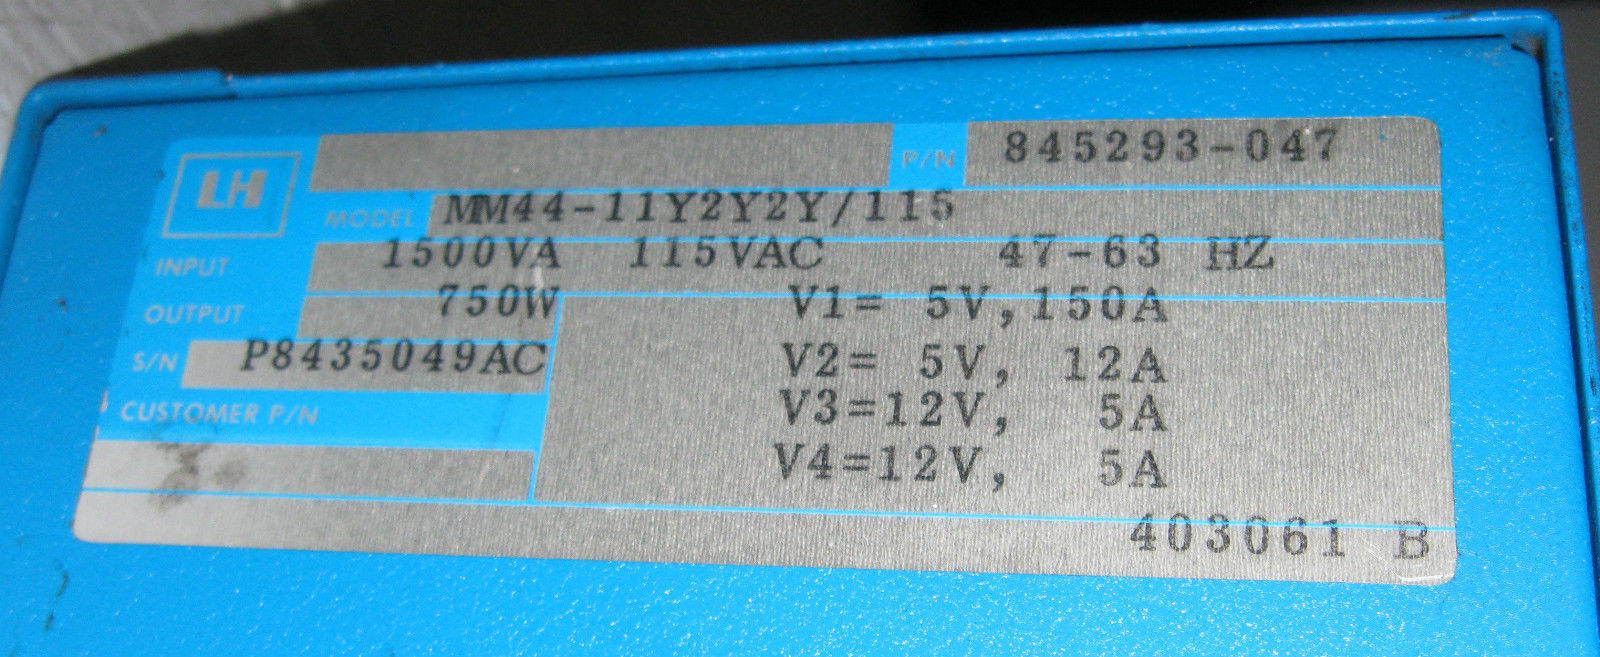 LH
P/N 845293-047
MODEL MM44-11Y2Y2Y/115
INPUT 1500VA 115VAC 47-63 HZ
OUTPUT 750W V1= 5V,150A
S/N P8435049AC V2= 5V, 12A
CUSTOMER P/N V3=12V, 5A
V4=12V, 5A
403061 B